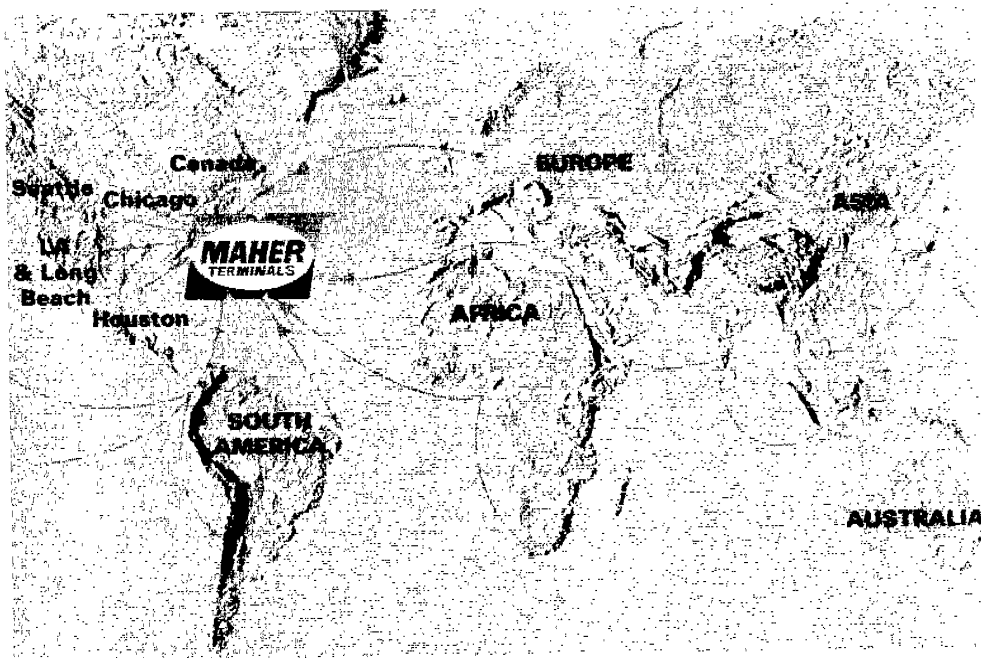 Canada
EUROPE
Seattle
Chicago
ASIA
MAHER
TERMINALS
LA
& Long
Beach
Houston
AFRICA
SOUTH
AMERICA
AUSTRALIA